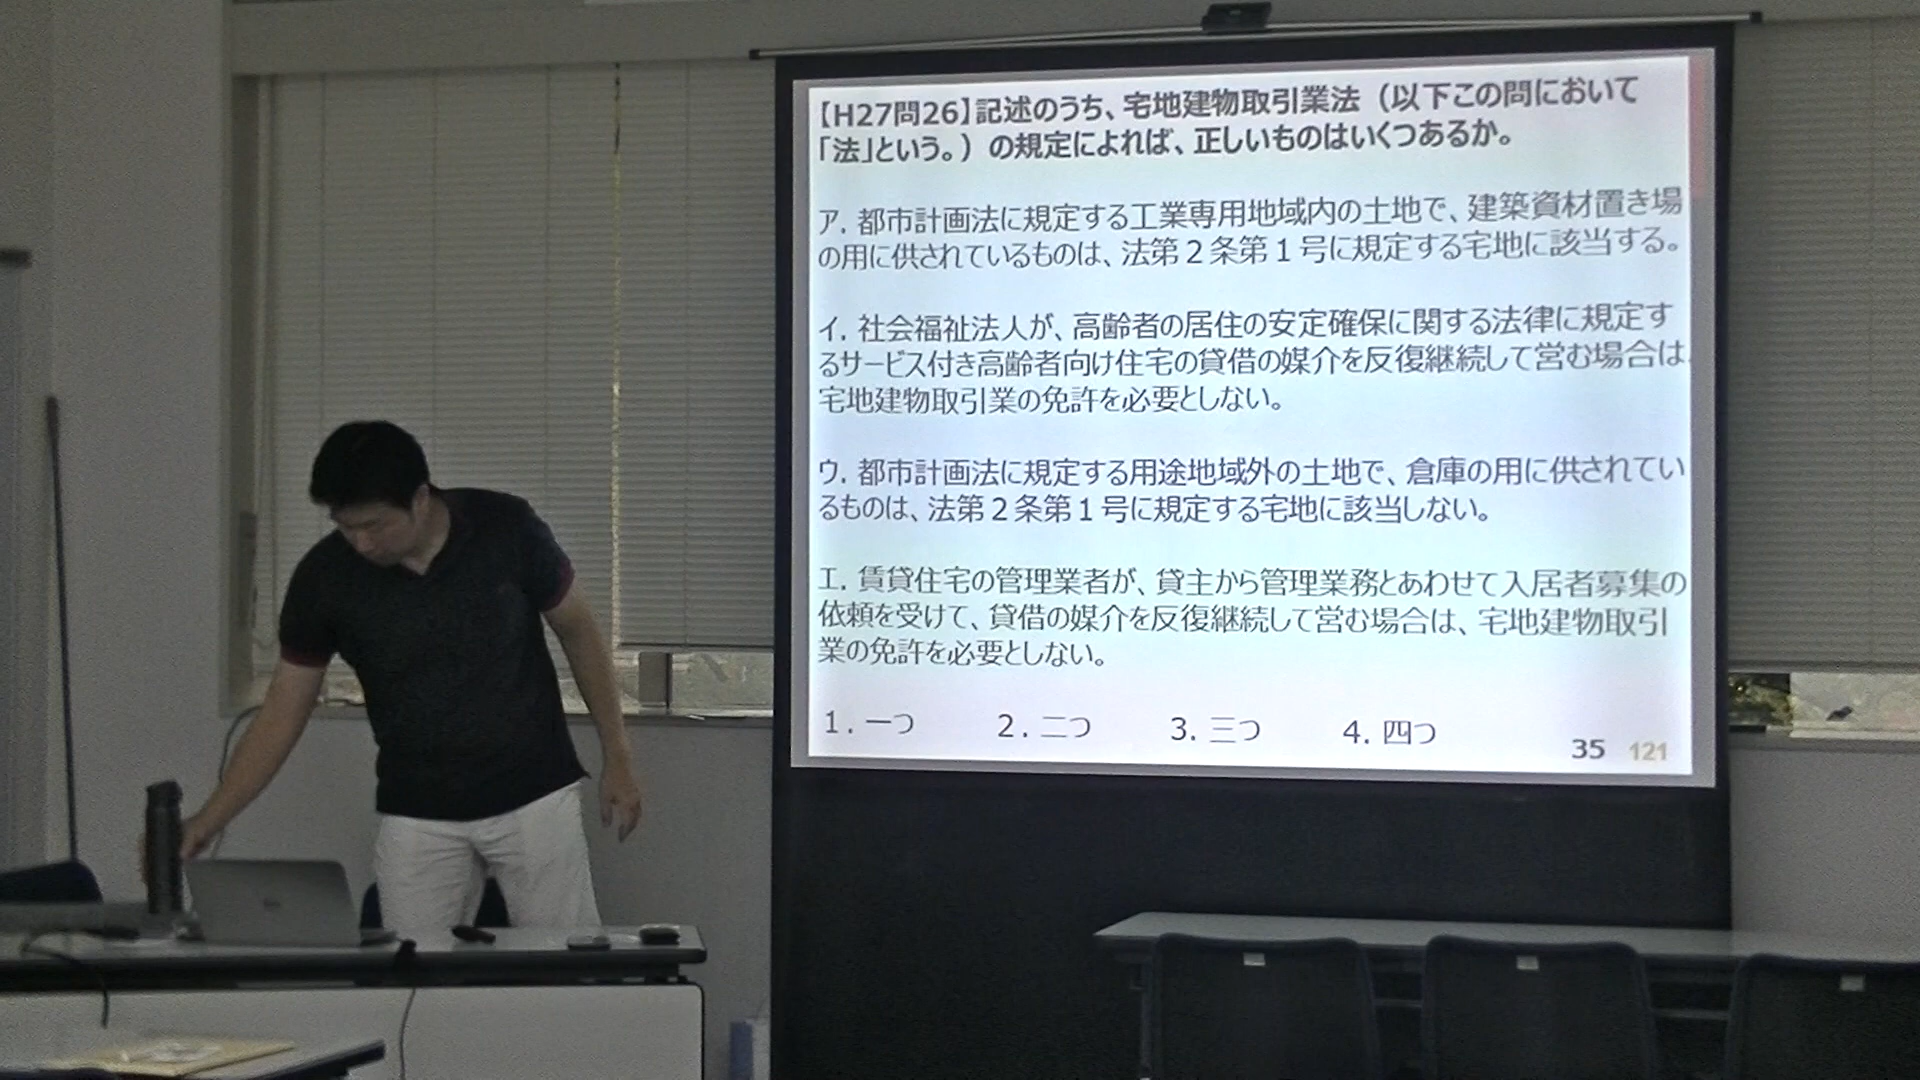 【H27問26】記述のうち、宅地建物取引業法（以下この問において
「法」という。）の規定によれば、正しいものはいくつあるか。
ア. 都市計画法に規定する工業専用地域内の土地で、建築資材置き場
の用に供されているものは、法第２条第１号に規定する宅地に該当する。
イ. 社会福祉法人が、高齢者の居住の安定確保に関する法律に規定す
るサービス付き高齢者向け住宅の貸借の媒介を反復継続して営む場合は、
宅地建物取引業の免許を必要としない。
ウ. 都市計画法に規定する用途地域外の土地で、倉庫の用に供されてい
るものは、法第２条第１号に規定する宅地に該当しない。
エ. 賃貸住宅の管理業者が、貸主から管理業務とあわせて入居者募集の
依頼を受けて、貸借の媒介を反復継続して営む場合は、宅地建物取引
業の免許を必要としない。
1. 一つ 2. 二つ 3. 三つ 4. 四つ
35 121